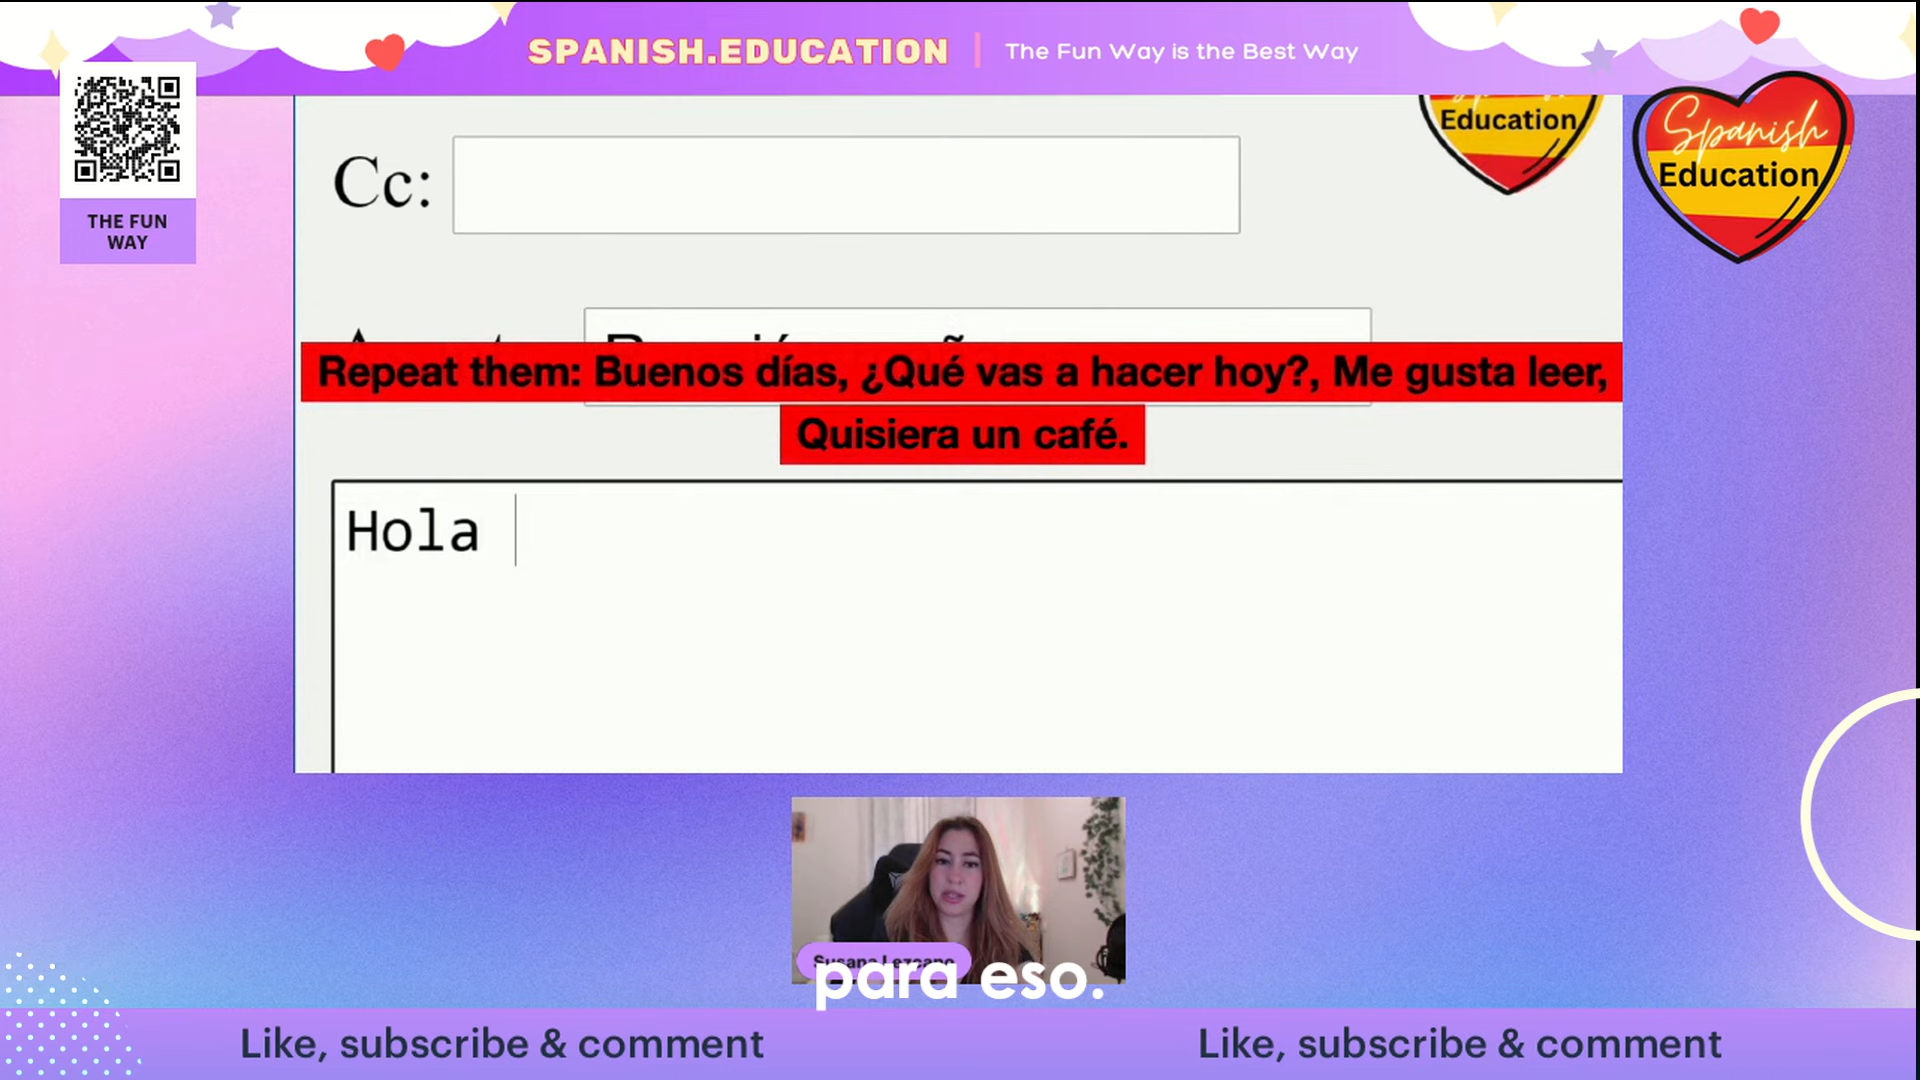 SPANISH.EDUCATION | The Fun Way is the Best Way
THE FUN
WAY
Education
Spanish
Education
Cc:
Repeat them: Buenos días, ¿Qué vas a hacer hoy?, Me gusta leer,
Quisiera un café.
Hola
Susana Lezcano
para eso.
Like, subscribe & comment
Like, subscribe & comment